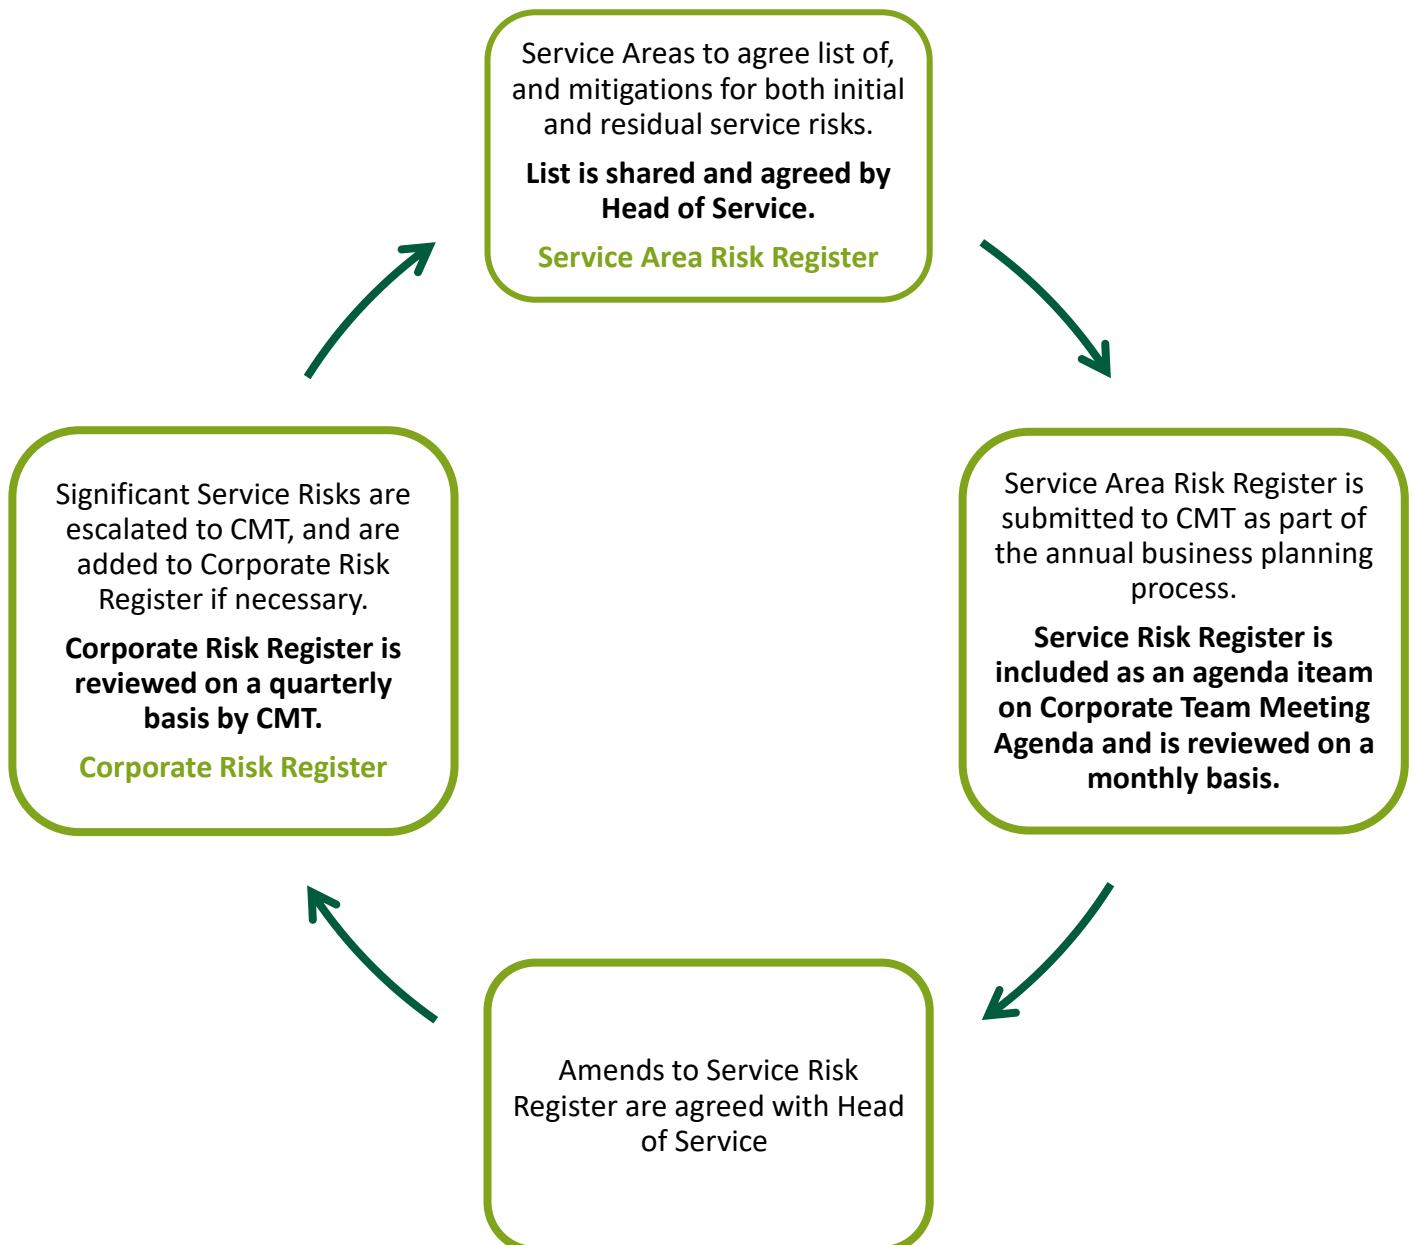 Service Areas to agree list of,
and mitigations for both initial
and residual service risks.
List is shared and agreed by
Head of Service.
Service Area Risk Register
Service Area Risk Register is
submitted to CMT as part of
the annual business planning
process.
Service Risk Register is
included as an agenda iteam
on Corporate Team Meeting
Agenda and is reviewed on a
monthly basis.
Amends to Service Risk
Register are agreed with Head
of Service
Significant Service Risks are
escalated to CMT, and are
added to Corporate Risk
Register if necessary.
Corporate Risk Register is
reviewed on a quarterly
basis by CMT.
Corporate Risk Register